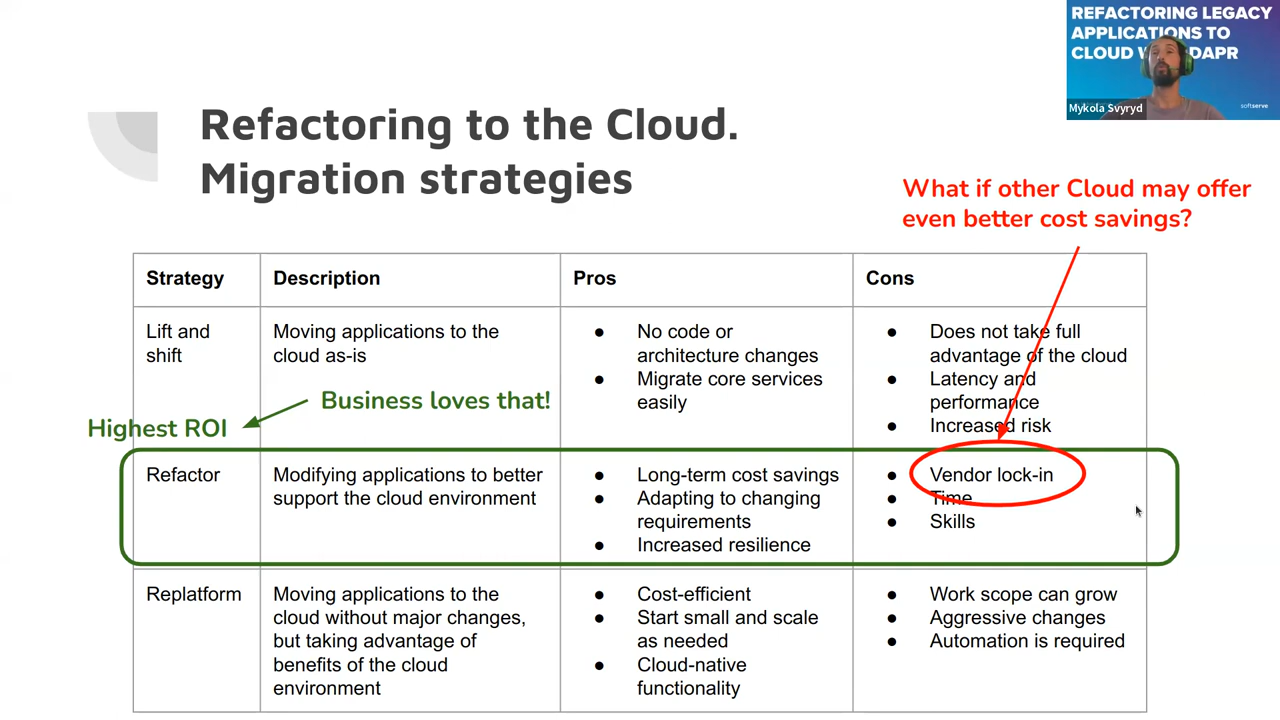 REFACTORING LEGACY
APPLICATIONS TO
CLOUD W DAPR
Mykola Svyryd
softserve
Refactoring to the Cloud.
Migration strategies
What if other Cloud may offer
even better cost savings?
Strategy
Description
Pros
Cons
Lift and
shift
Moving applications to the
cloud as-is
● No code or
architecture changes
● Migrate core services
easily
● Does not take full
advantage of the cloud
● Latency and
performance
● Increased risk
Business loves that!
Highest ROI
Refactor
Modifying applications to better
support the cloud environment
● Long-term cost savings
● Adapting to changing
requirements
● Increased resilience
● Vendor lock-in
● Time
● Skills
Replatform
Moving applications to the
cloud without major changes,
but taking advantage of
benefits of the cloud
environment
● Cost-efficient
● Start small and scale
as needed
● Cloud-native
functionality
● Work scope can grow
● Aggressive changes
● Automation is required